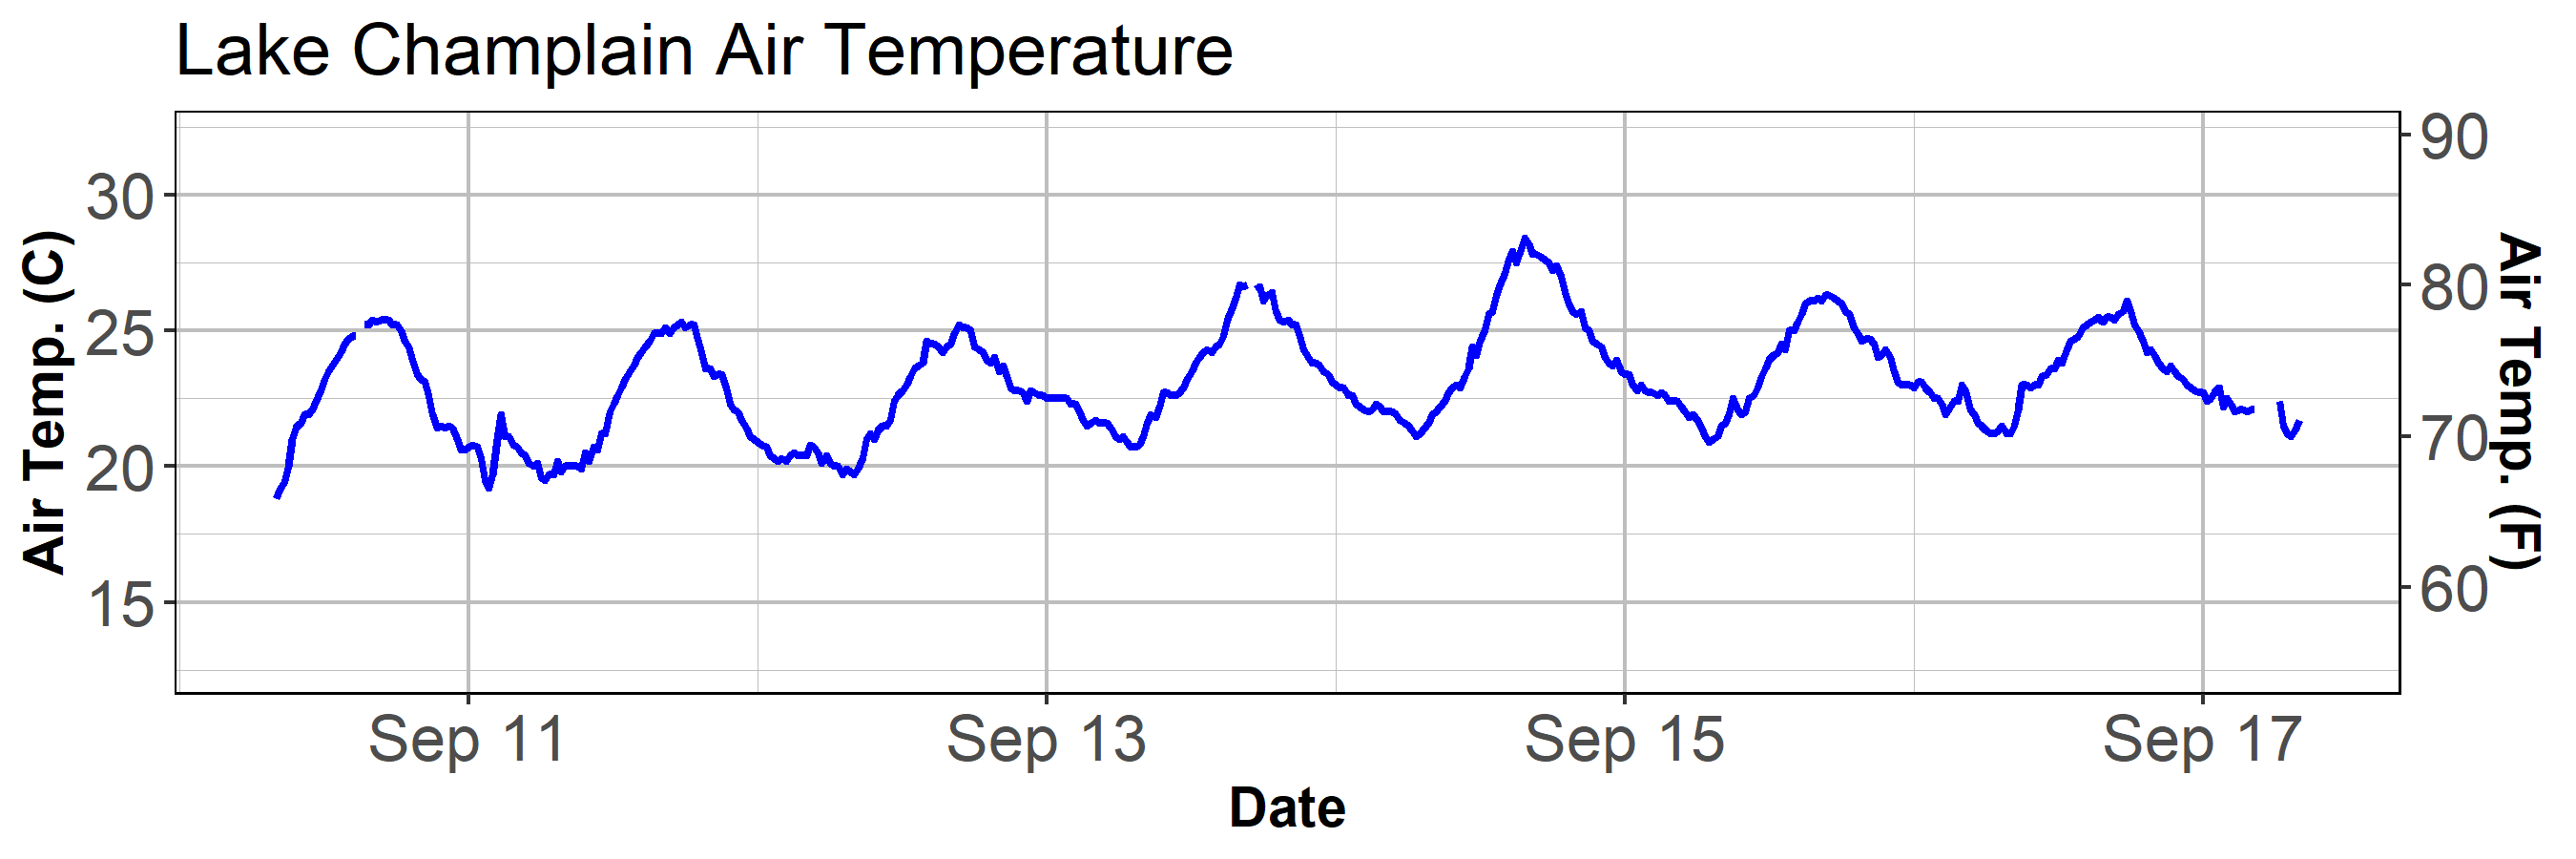 Lake Champlain Air Temperature
Air Temp. (C)
30
25
20
15
90
80
70
60
Air Temp. (F)
Sep 11
Sep 13
Sep 15
Sep 17
Date